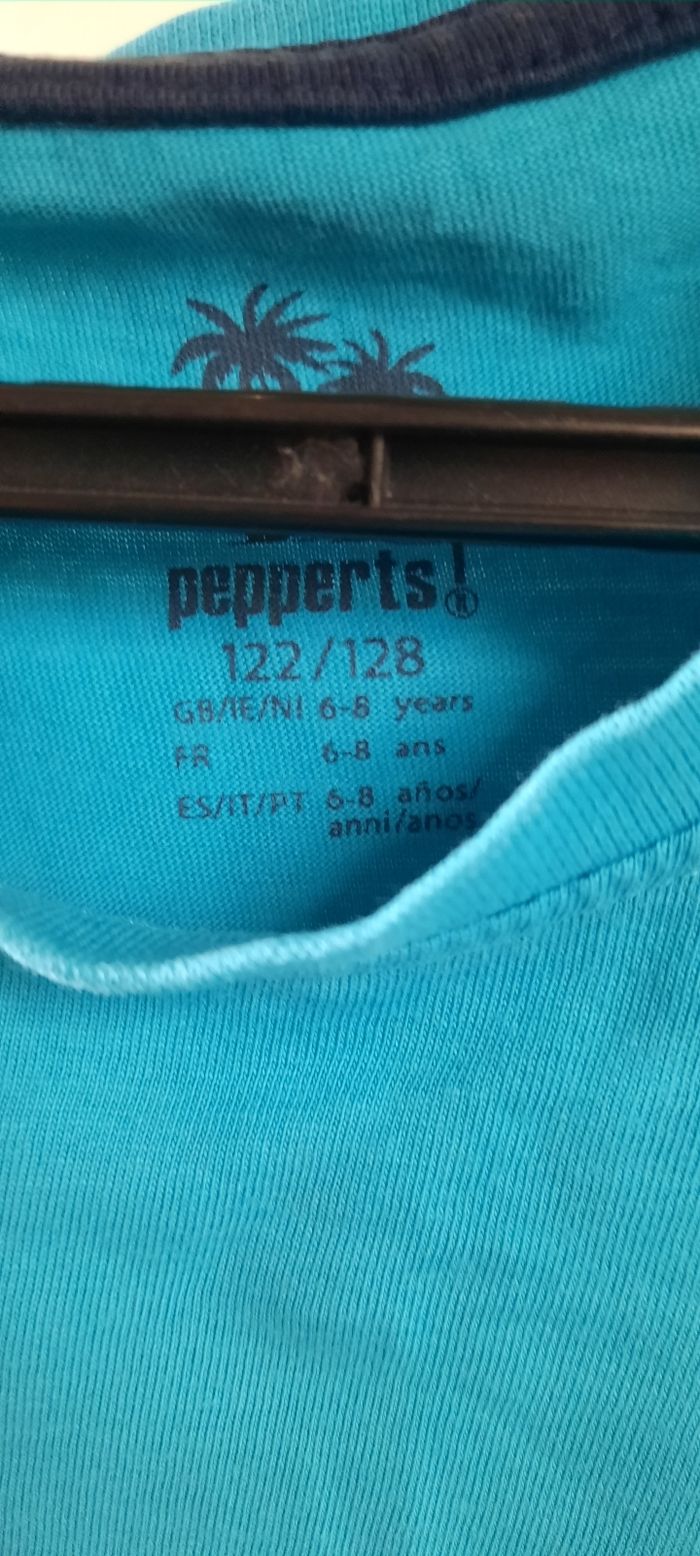 pepperts!®
122/128
GB/IE/NI 6-8 years
FR 6-8 ans
ES/IT/PT 6-8 años/
anni/anos